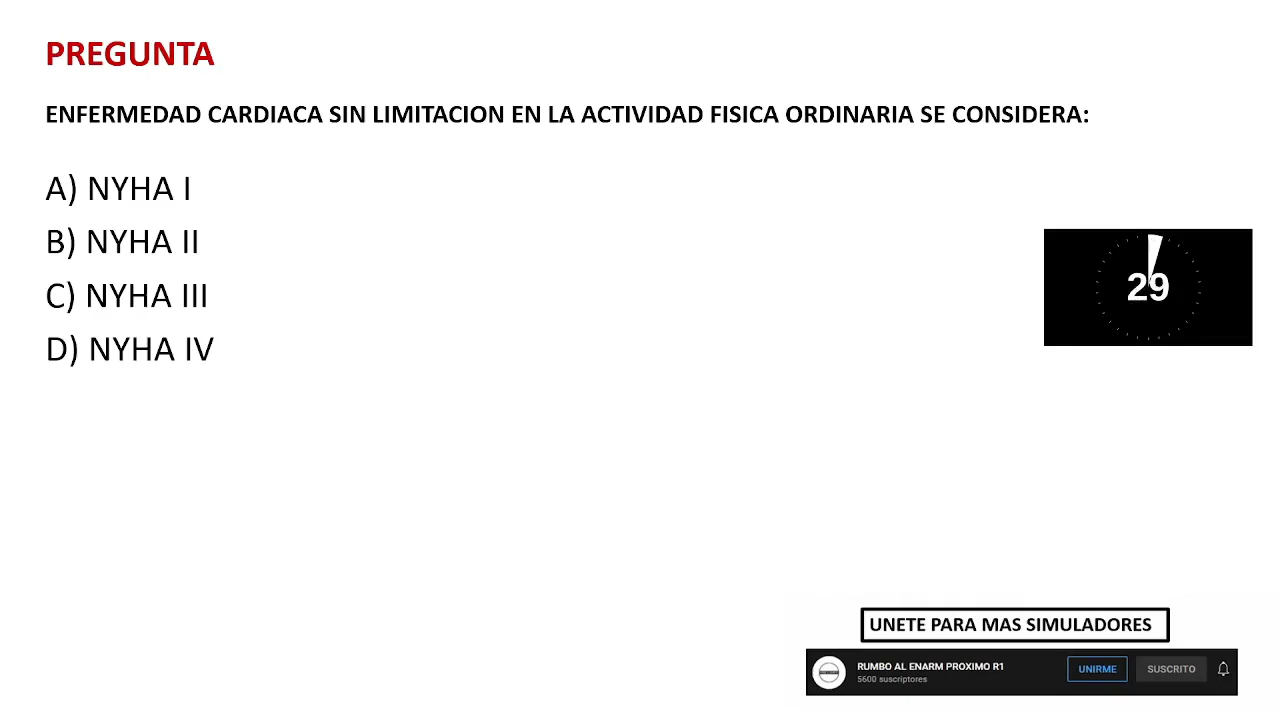 PREGUNTA
ENFERMEDAD CARDIACA SIN LIMITACION EN LA ACTIVIDAD FISICA ORDINARIA SE CONSIDERA:
A) NYHA I
B) NYHA II
C) NYHA III
D) NYHA IV
29
UNETE PARA MAS SIMULADORES
RUMBO AL ENARM PROXIMO R1
5600 suscriptores
UNIRME
SUSCRITO